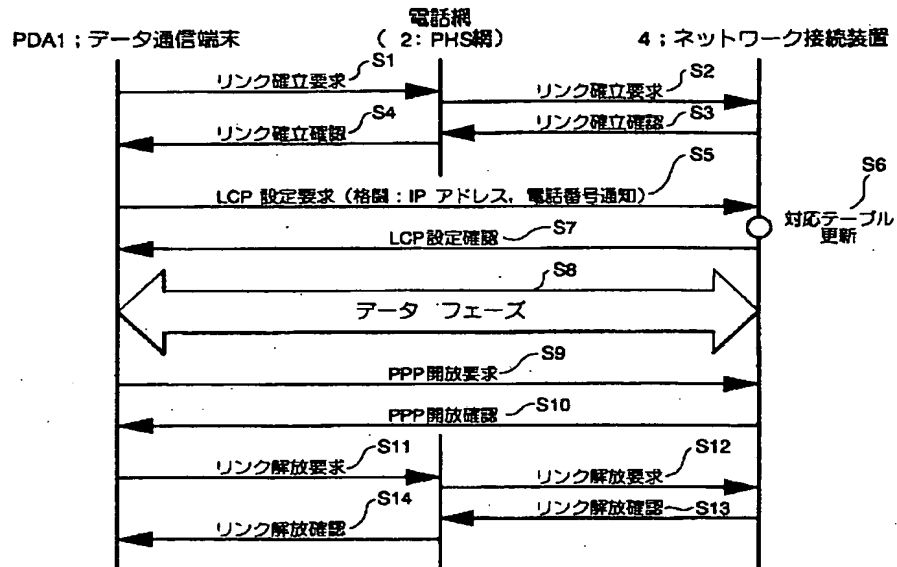 電話網
PDA1;データ通信端末
( 2: PHS網)
4;ネットワーク接続装置
S1
リンク確立要求
S2
リンク確立要求
S4
リンク確立確認
S3
リンク確立確認
S5
LCP 設定要求(格闘:IP アドレス,電話番号通知)
S6
対応テーブル
更新
S7
LCP設定確認
S8
データ フェーズ
S9
PPP開放要求
S10
PPP開放確認
S11
リンク解放要求
S12
リンク解放要求
S14
リンク解放確認
リンク解放確認
S13